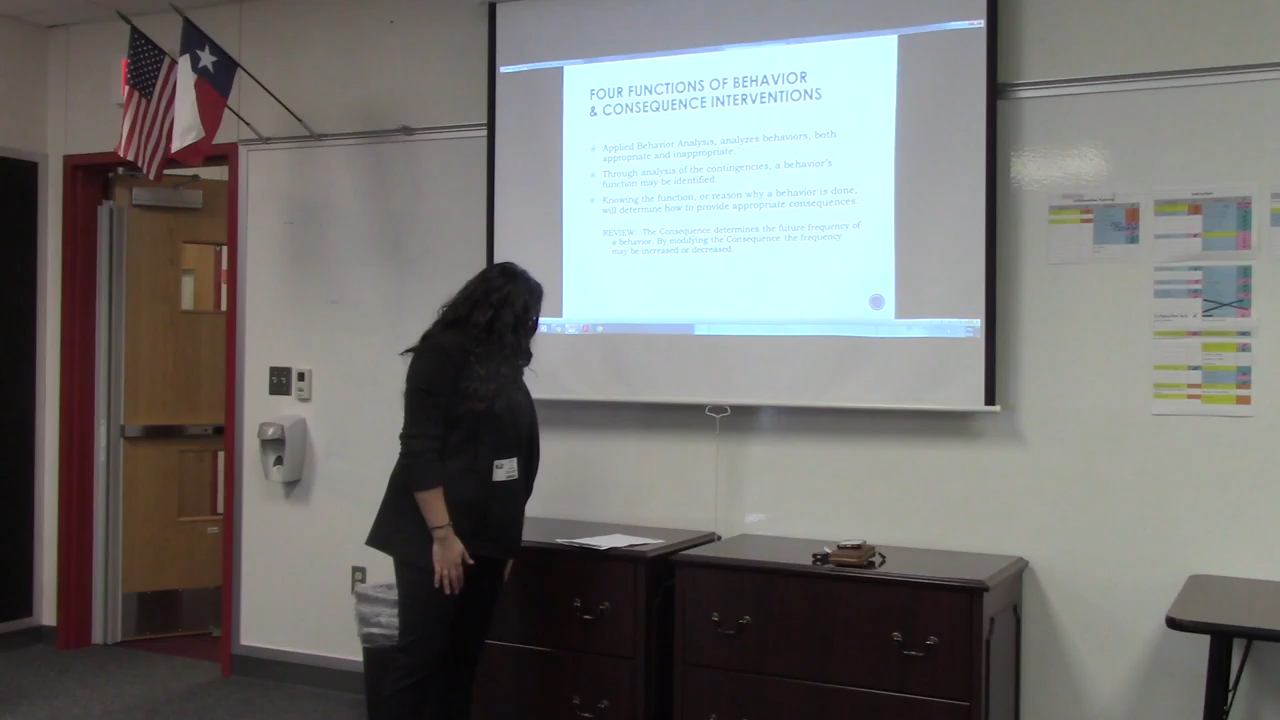 FOUR FUNCTIONS OF BEHAVIOR
& CONSEQUENCE INTERVENTIONS
Applied Behavior Analysis, analyzes behaviors, both
appropriate and inappropriate.
Through analysis of the contingencies, a behavior's
function may be identified
Knowing the function, or reason why a behavior is done,
will determine how to provide appropriate consequences.
REVIEW: The Consequence determines the future frequency of
a behavior. By modifying the Consequence the frequency
may be increased or decreased.